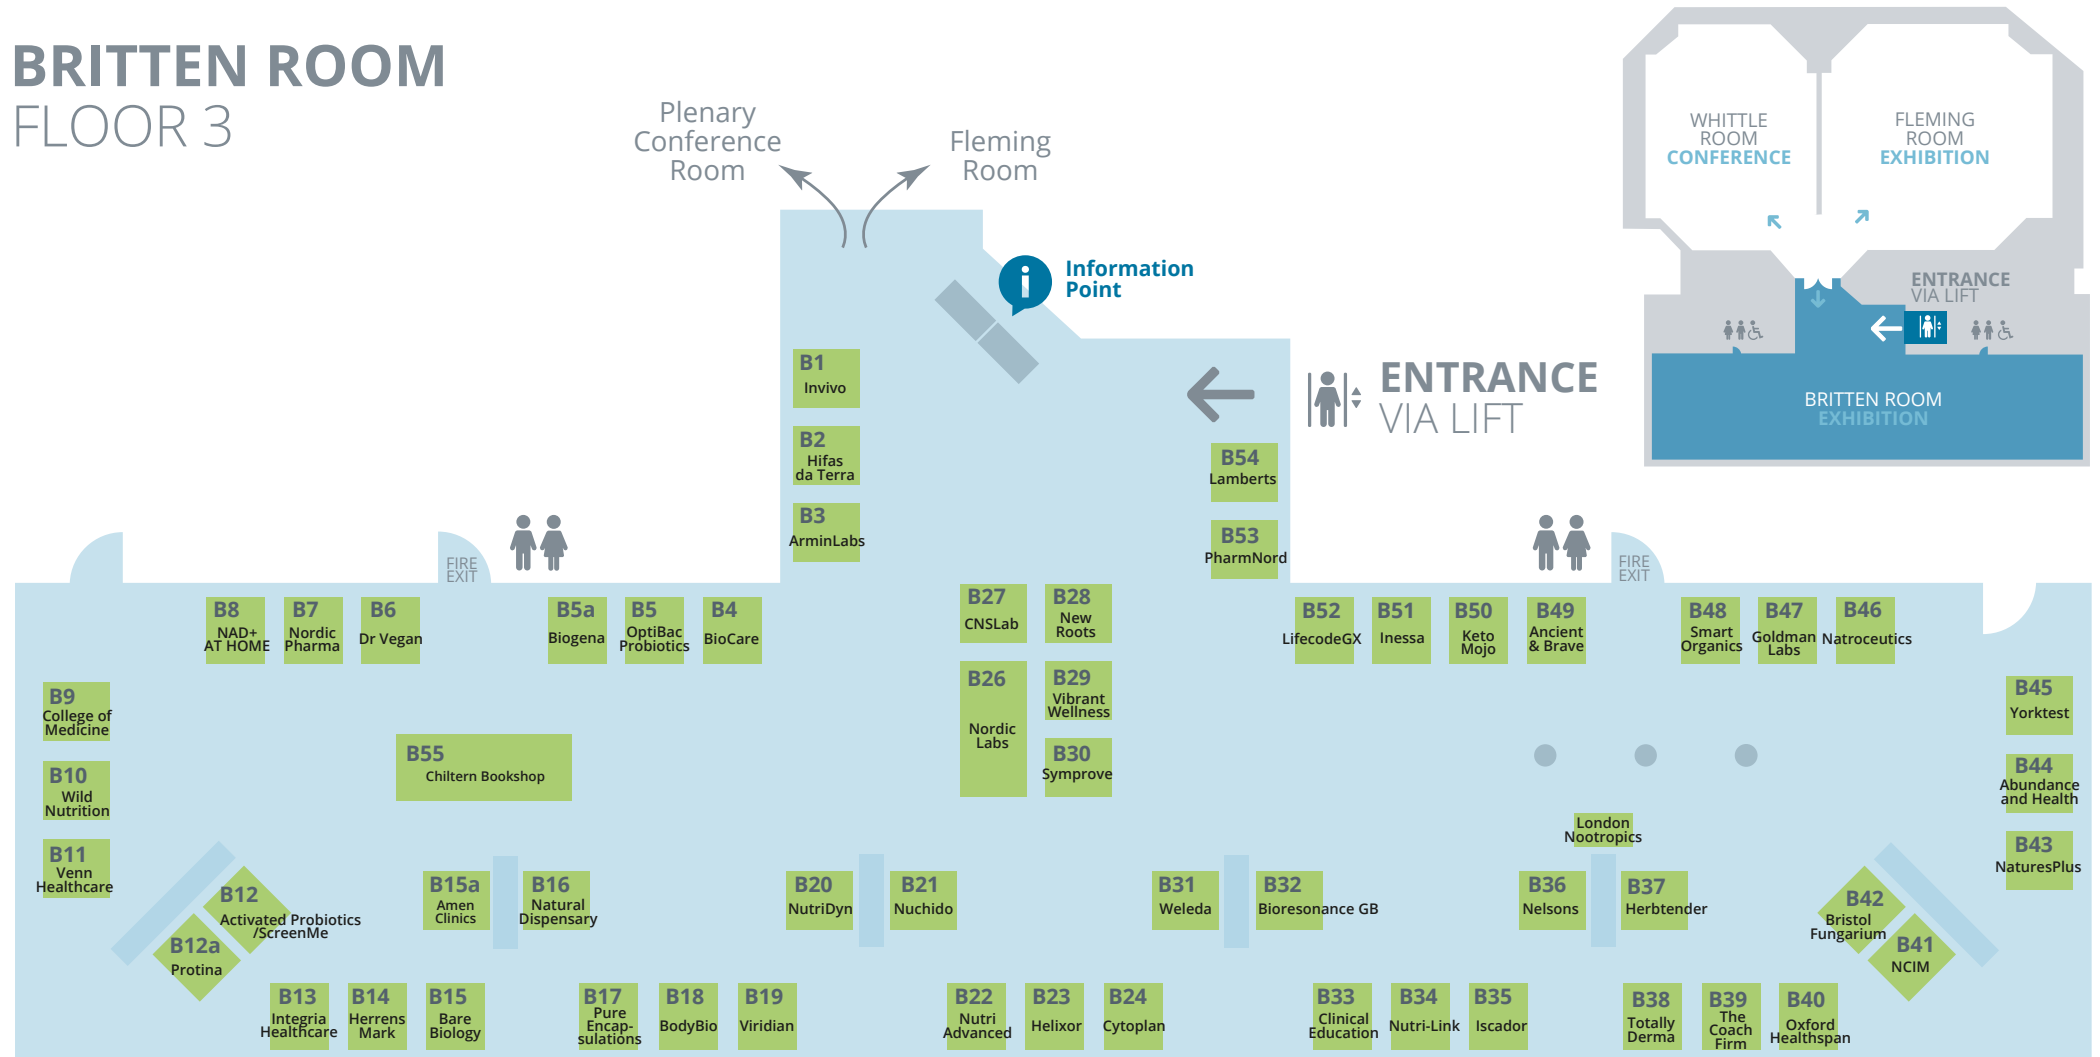 BRITTEN ROOM
FLOOR 3
Plenary
Conference
Room
Fleming
Room
Information
Point
ENTRANCE
VIA LIFT
WHITTLE
ROOM
CONFERENCE
FLEMING
ROOM
EXHIBITION
ENTRANCE
VIA LIFT
BRITTEN ROOM
EXHIBITION
B1
Invivo
B2
Hifas
da Terra
B3
ArminLabs
B54
Lamberts
B53
PharmNord
FIRE
EXIT
FIRE
EXIT
B8
NAD+
AT HOME
B7
Nordic
Pharma
B6
Dr Vegan
B5a
Biogena
B5
OptiBac
Probiotics
B4
BioCare
B27
CNSLab
B28
New
Roots
B26
Nordic
Labs
B29
Vibrant
Wellness
B30
Symprove
B52
LifecodeGX
B51
Inessa
B50
Keto
Mojo
B49
Ancient
& Brave
B48
Smart
Organics
B47
Goldman
Labs
B46
Natroceutics
B9
College of
Medicine
B10
Wild
Nutrition
B11
Venn
Healthcare
B55
Chiltern Bookshop
B45
Yorktest
B44
Abundance
and Health
B43
NaturesPlus
London
Nootropics
B12
Activated Probiotics
/ScreenMe
B12a
Protina
B15a
Amen
Clinics
B16
Natural
Dispensary
B20
NutriDyn
B21
Nuchido
B31
Weleda
B32
Bioresonance GB
B36
Nelsons
B37
Herbtender
B42
Bristol
Fungarium
B41
NCIM
B13
Integria
Healthcare
B14
Herrens
Mark
B15
Bare
Biology
B17
Pure
Encap-
sulations
B18
BodyBio
B19
Viridian
B22
Nutri
Advanced
B23
Helixor
B24
Cytoplan
B33
Clinical
Education
B34
Nutri-Link
B35
Iscador
B38
Totally
Derma
B39
The
Coach
Firm
B40
Oxford
Healthspan